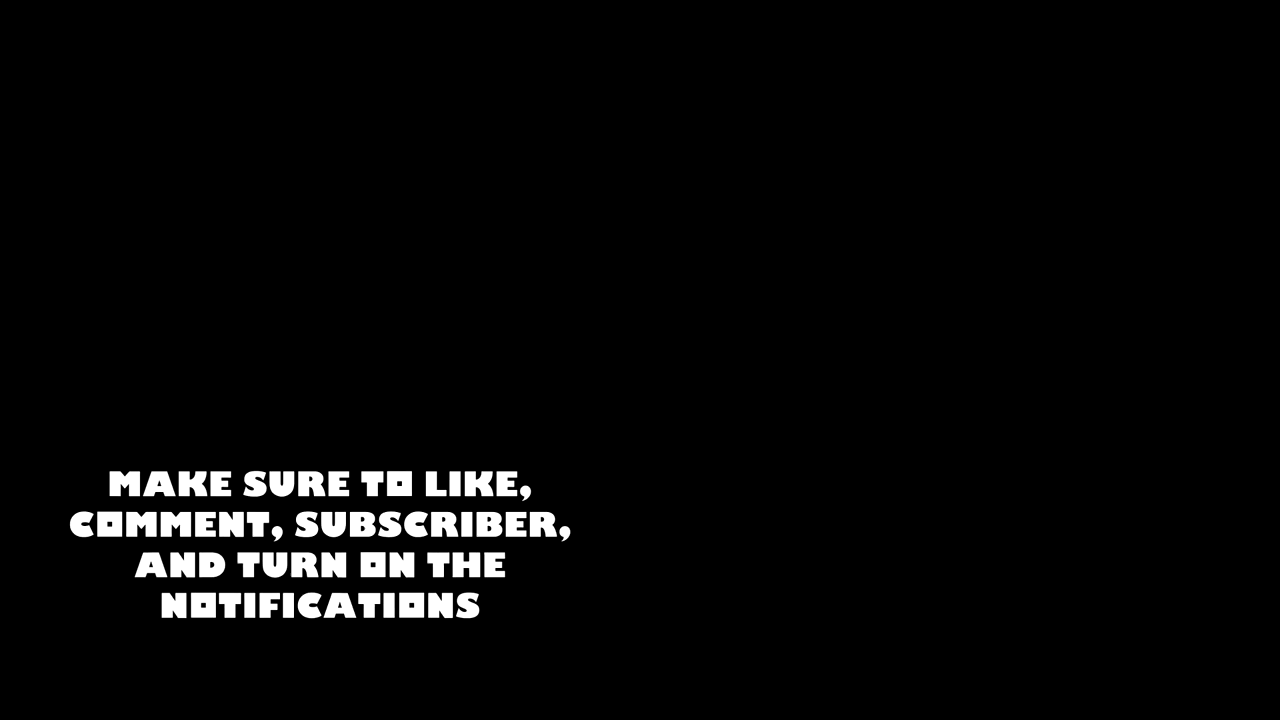 MAKE SURE TO LIKE,
COMMENT, SUBSCRIBER,
AND TURN ON THE
NOTIFICATIONS